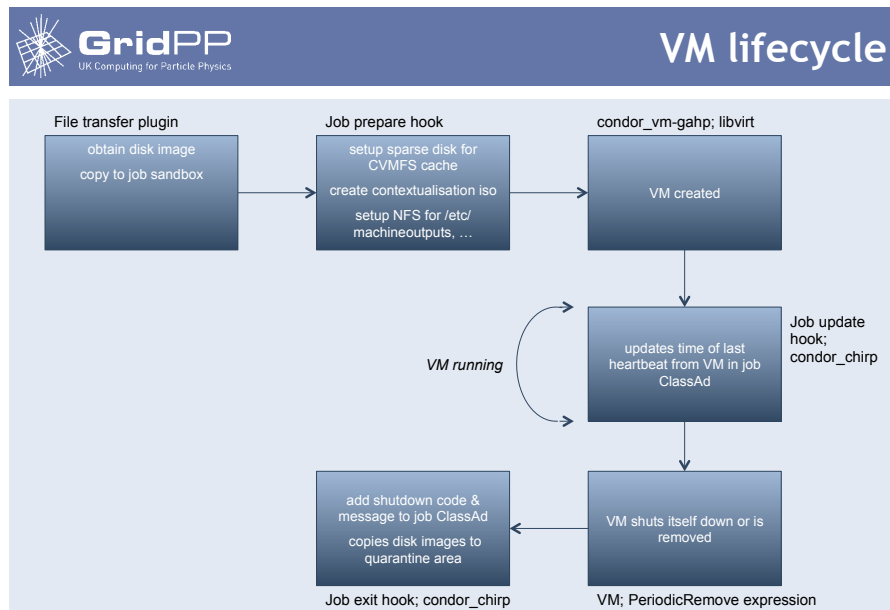 GridPP
UK Computing for Particle Physics
VM lifecycle
File transfer plugin
obtain disk image
copy to job sandbox
Job prepare hook
setup sparse disk for
CVMFS cache
create contextualisation iso
setup NFS for /etc/
machineoutputs, …
condor_vm-gahp; libvirt
VM created
VM running
updates time of last
heartbeat from VM in job
ClassAd
Job update
hook;
condor_chirp
add shutdown code &
message to job ClassAd
copies disk images to
quarantine area
Job exit hook; condor_chirp
VM shuts itself down or is
removed
VM; PeriodicRemove expression